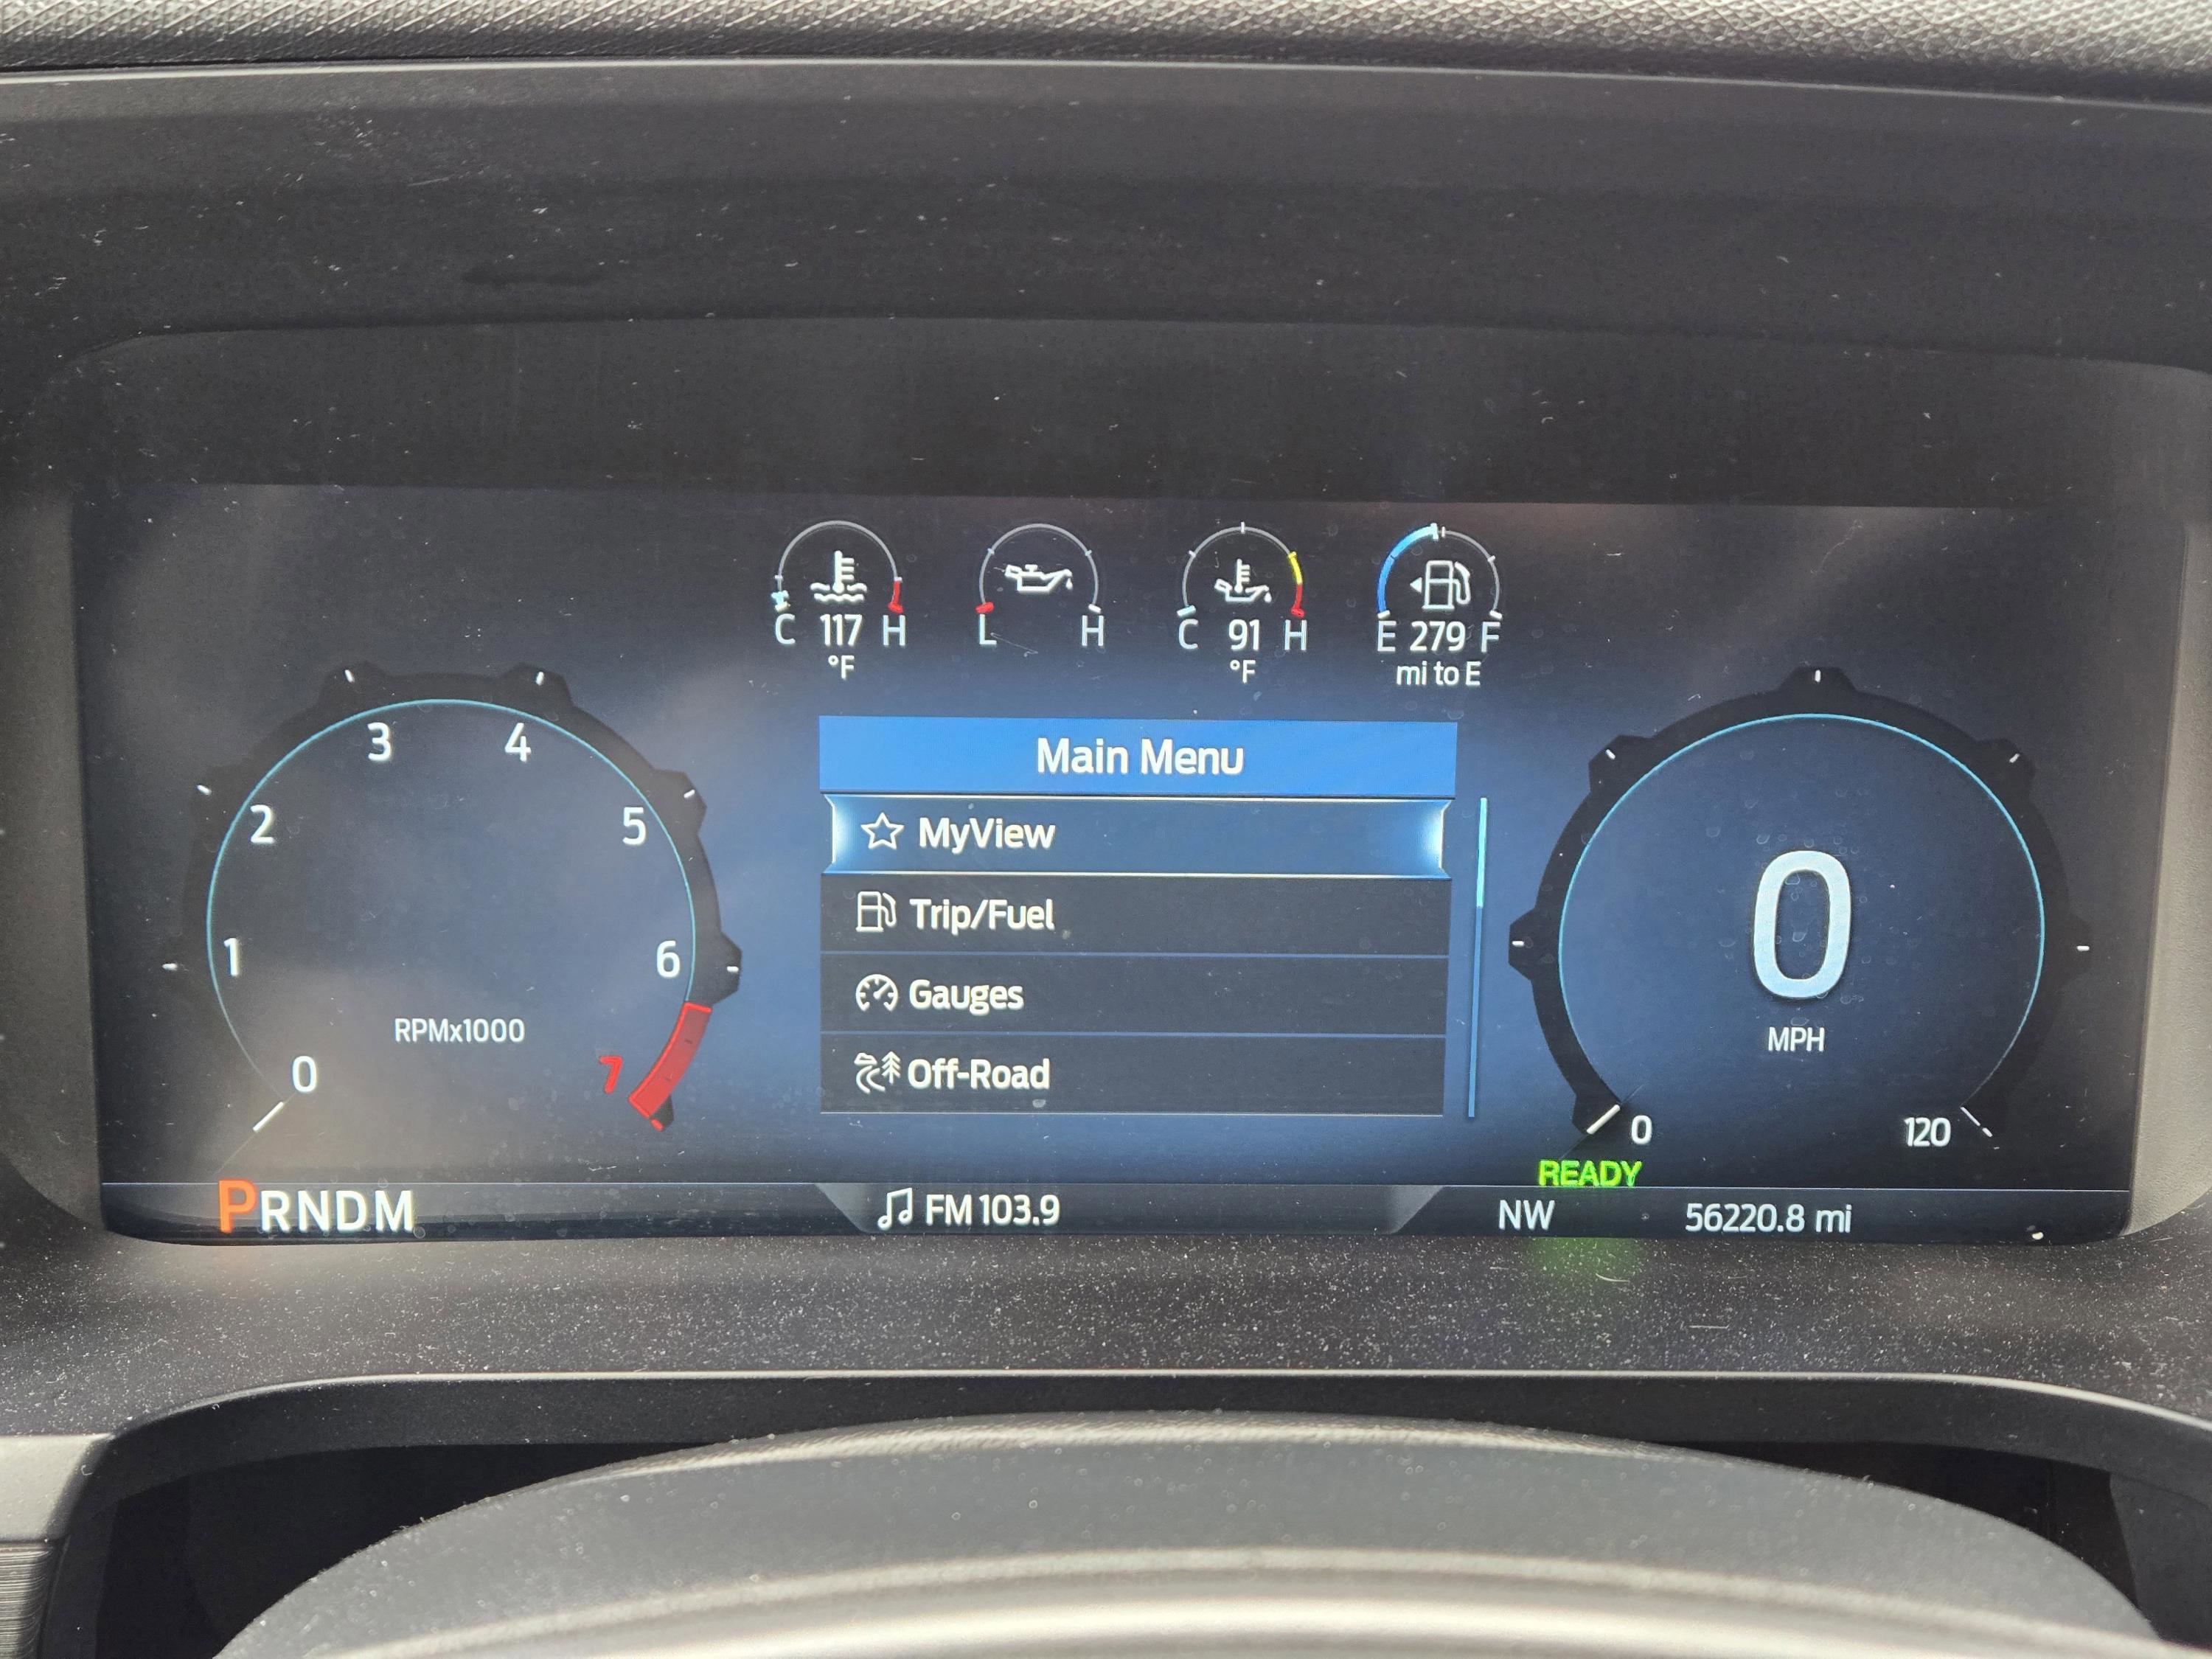 C 117 H
°F
L H
C 91 H
°F
E 279 F
mi to E
0
1
2
3
4
5
6
7
RPMx1000
Main Menu
MyView
Trip/Fuel
Gauges
Off-Road
0
MPH
0 120
READY
PRNDM
FM 103.9
NW
56220.8 mi